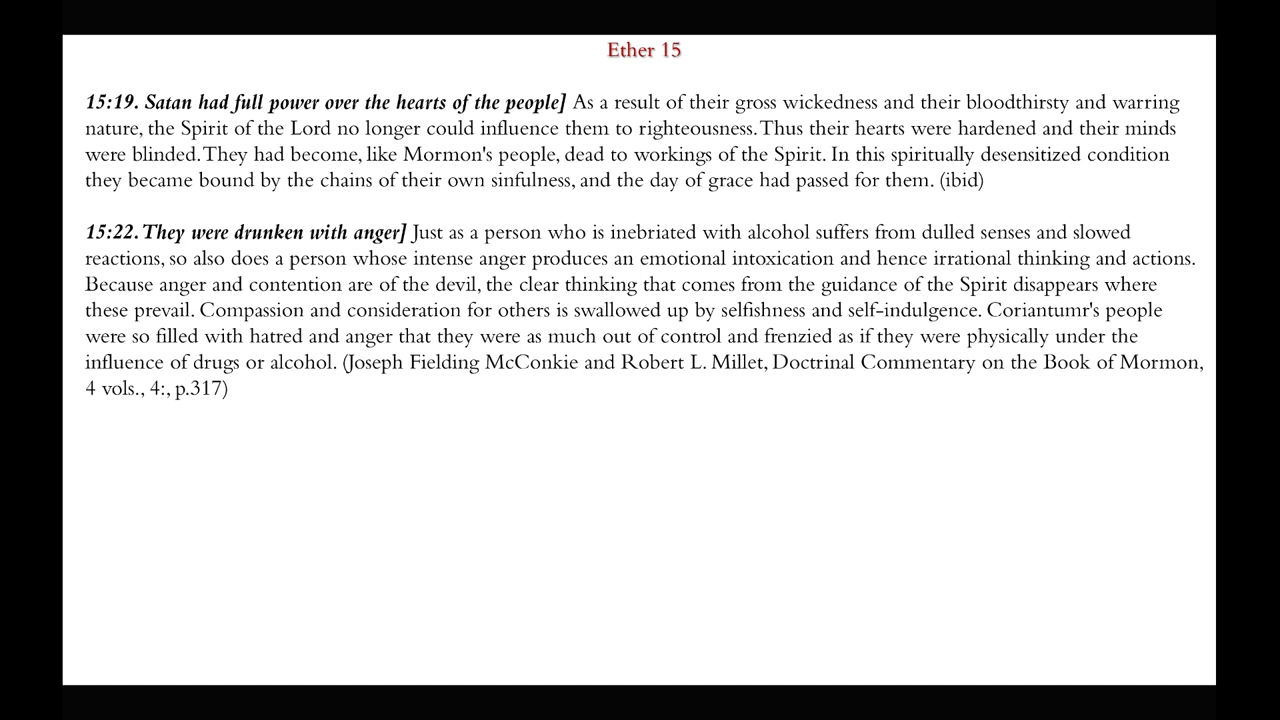 Ether 15
15:19. Satan had full power over the hearts of the people] As a result of their gross wickedness and their bloodthirsty and warring
nature, the Spirit of the Lord no longer could influence them to righteousness. Thus their hearts were hardened and their minds
were blinded. They had become, like Mormon's people, dead to workings of the Spirit. In this spiritually desensitized condition
they became bound by the chains of their own sinfulness, and the day of grace had passed for them. (ibid)
15:22. They were drunken with anger] Just as a person who is inebriated with alcohol suffers from dulled senses and slowed
reactions, so also does a person whose intense anger produces an emotional intoxication and hence irrational thinking and actions.
Because anger and contention are of the devil, the clear thinking that comes from the guidance of the Spirit disappears where
these prevail. Compassion and consideration for others is swallowed up by selfishness and self-indulgence. Coriantumr's people
were so filled with hatred and anger that they were as much out of control and frenzied as if they were physically under the
influence of drugs or alcohol. (Joseph Fielding McConkie and Robert L. Millet, Doctrinal Commentary on the Book of Mormon,
4 vols., 4:, p.317)